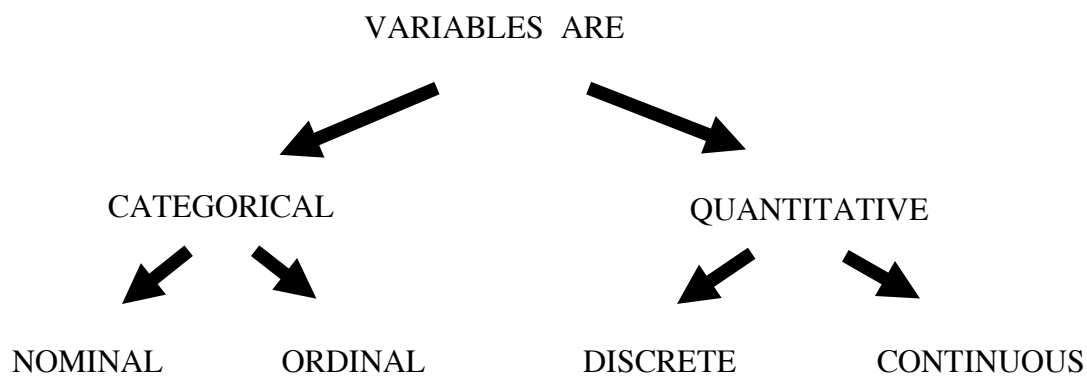 VARIABLES ARE
CATEGORICAL QUANTITATIVE
NOMINAL ORDINAL DISCRETE CONTINUOUS